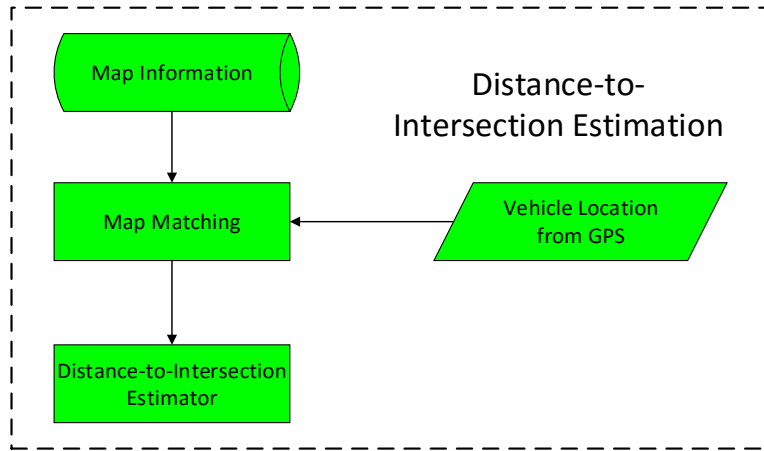 Map Information
Distance-to-
Intersection Estimation
Map Matching
Vehicle Location
from GPS
Distance-to-Intersection
Estimator